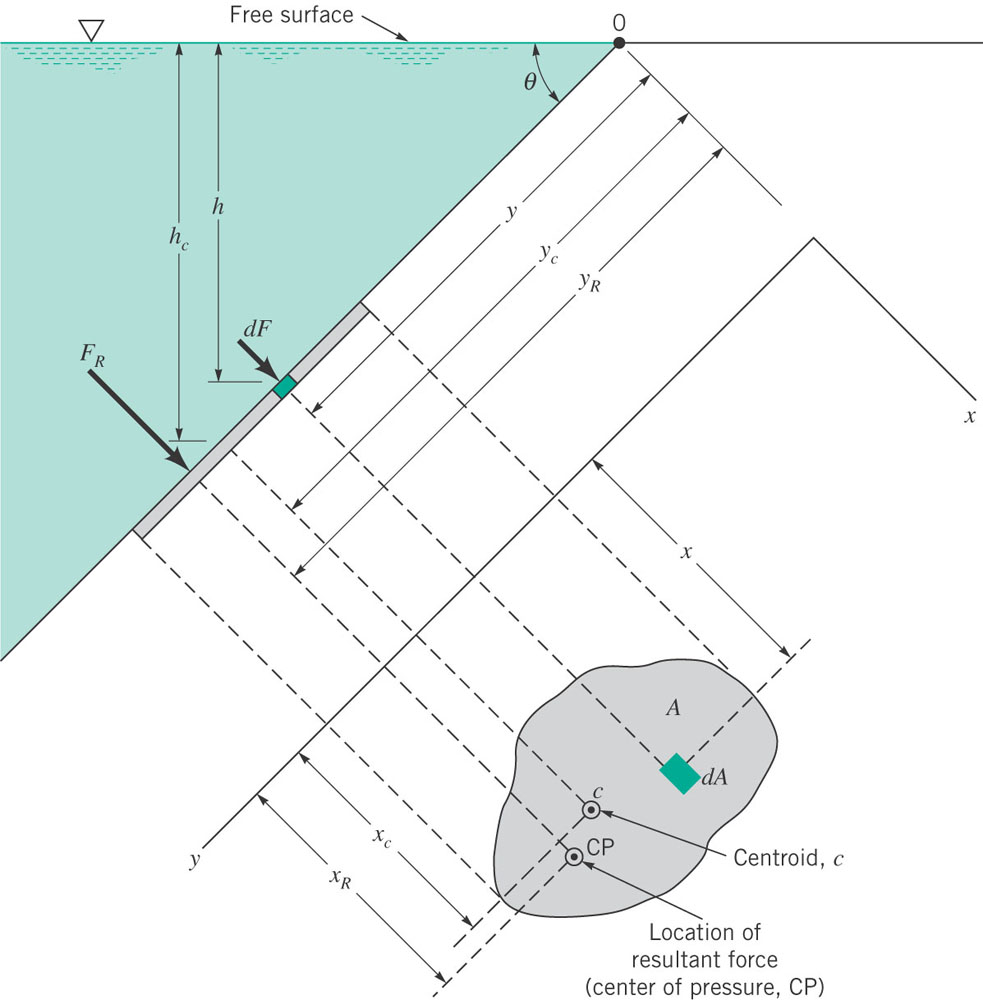 Free surface
0
θ
h
h_c
y
y_c
y_R
dF
F_R
x
x
A
dA
c
CP
y
x_c
x_R
Centroid, c
Location of
resultant force
(center of pressure, CP)